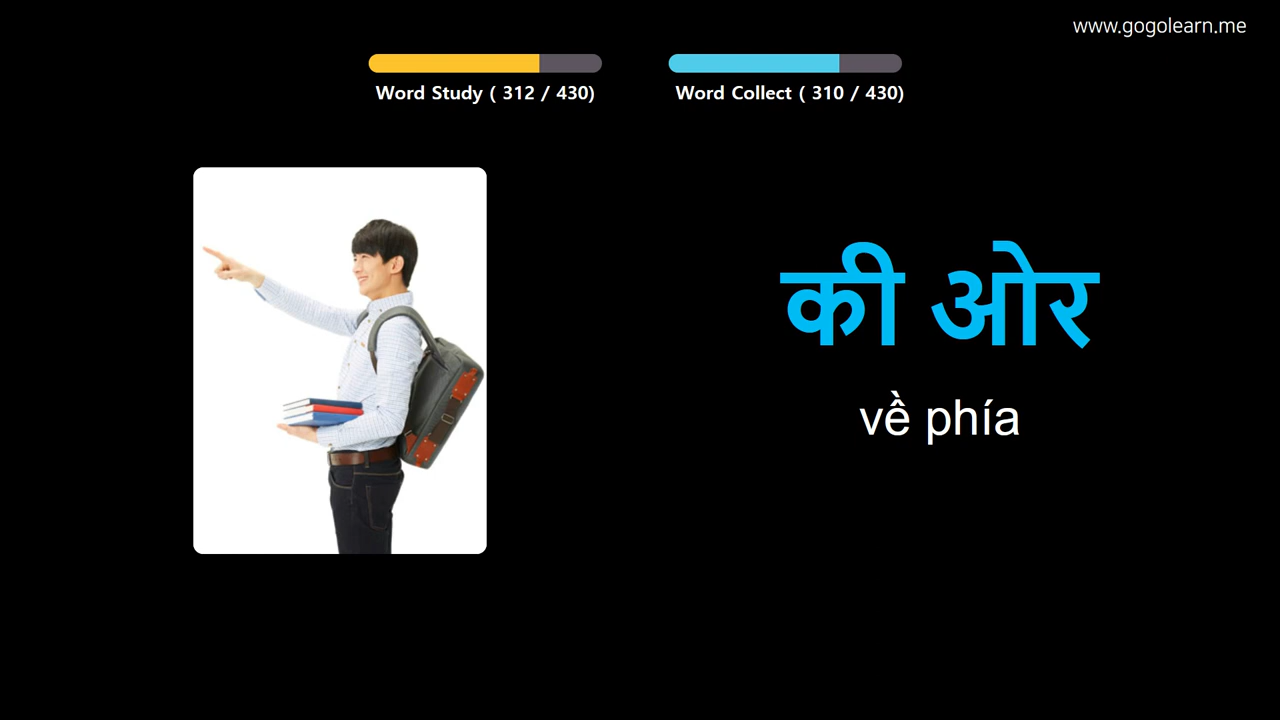 www.gogolearn.me
Word Study ( 312 / 430)
Word Collect ( 310 / 430)
की ओर
về phía